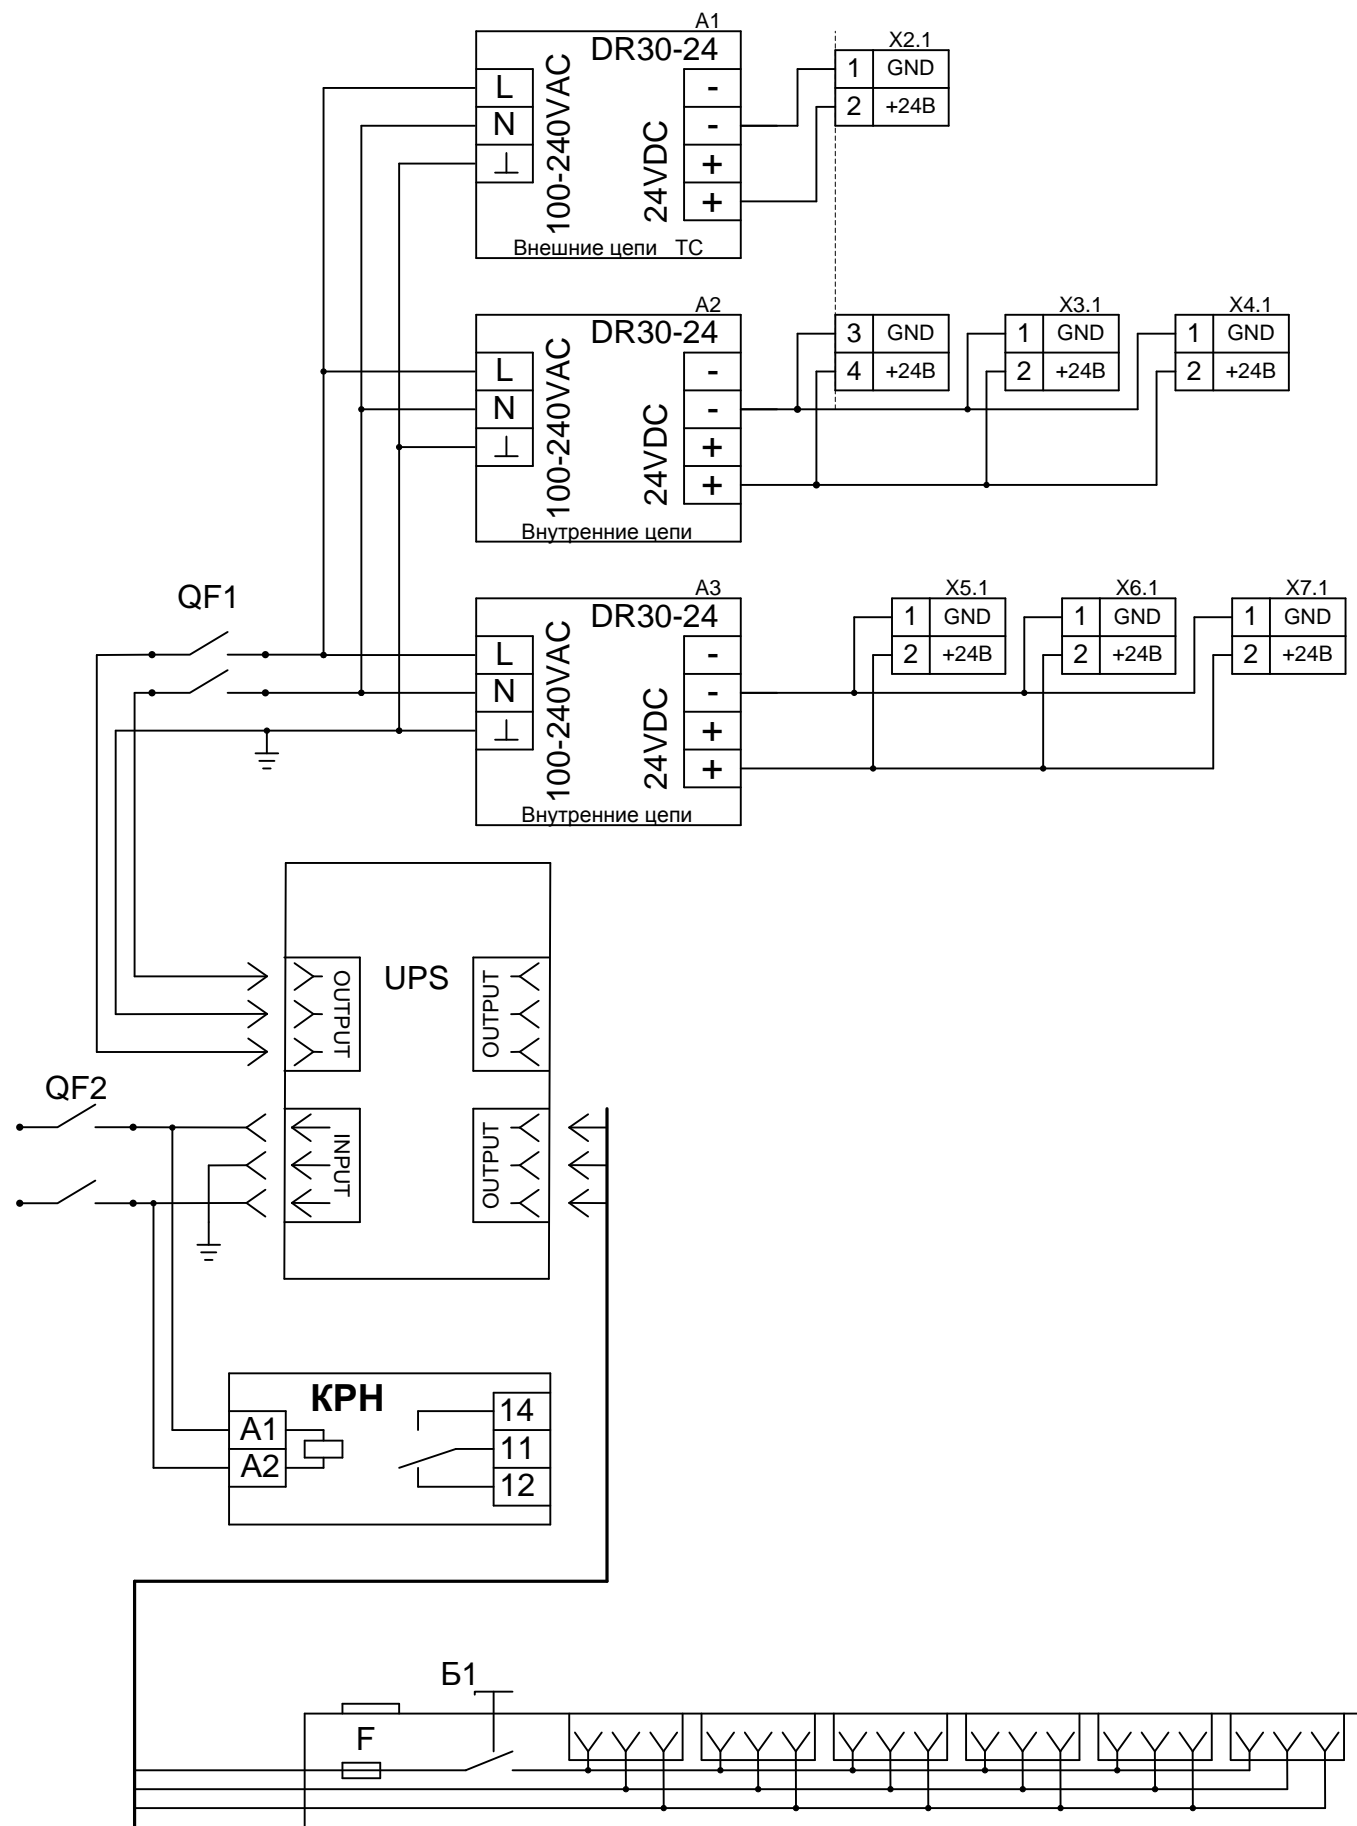 A1
DR30-24
L
N
⊥
100-240VAC
24VDC
-
-
+
+
Внешние цепи ТС
X2.1
1 GND
2 +24В
A2
DR30-24
L
N
⊥
100-240VAC
24VDC
-
-
+
+
Внутренние цепи
3 GND
4 +24В
X3.1
1 GND
2 +24В
X4.1
1 GND
2 +24В
QF1
A3
DR30-24
L
N
⊥
100-240VAC
24VDC
-
-
+
+
Внутренние цепи
X5.1
1 GND
2 +24В
X6.1
1 GND
2 +24В
X7.1
1 GND
2 +24В
UPS
OUTPUT
OUTPUT
QF2
INPUT
OUTPUT
КРН
A1
A2
14
11
12
Б1
F